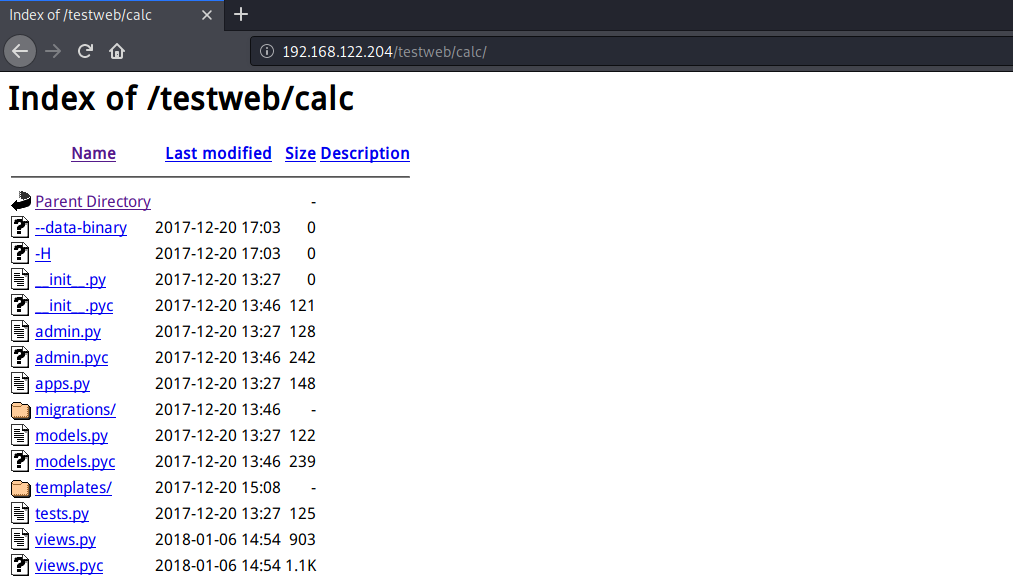 Index of /testweb/calc
192.168.122.204/testweb/calc/
Index of /testweb/calc
Name Last modified Size Description
Parent Directory -
--data-binary 2017-12-20 17:03 0
-H 2017-12-20 17:03 0
__init__.py 2017-12-20 13:27 0
__init__.pyc 2017-12-20 13:46 121
admin.py 2017-12-20 13:27 128
admin.pyc 2017-12-20 13:46 242
apps.py 2017-12-20 13:27 148
migrations/ 2017-12-20 13:46 -
models.py 2017-12-20 13:27 122
models.pyc 2017-12-20 13:46 239
templates/ 2017-12-20 15:08 -
tests.py 2017-12-20 13:27 125
views.py 2018-01-06 14:54 903
views.pyc 2018-01-06 14:54 1.1K